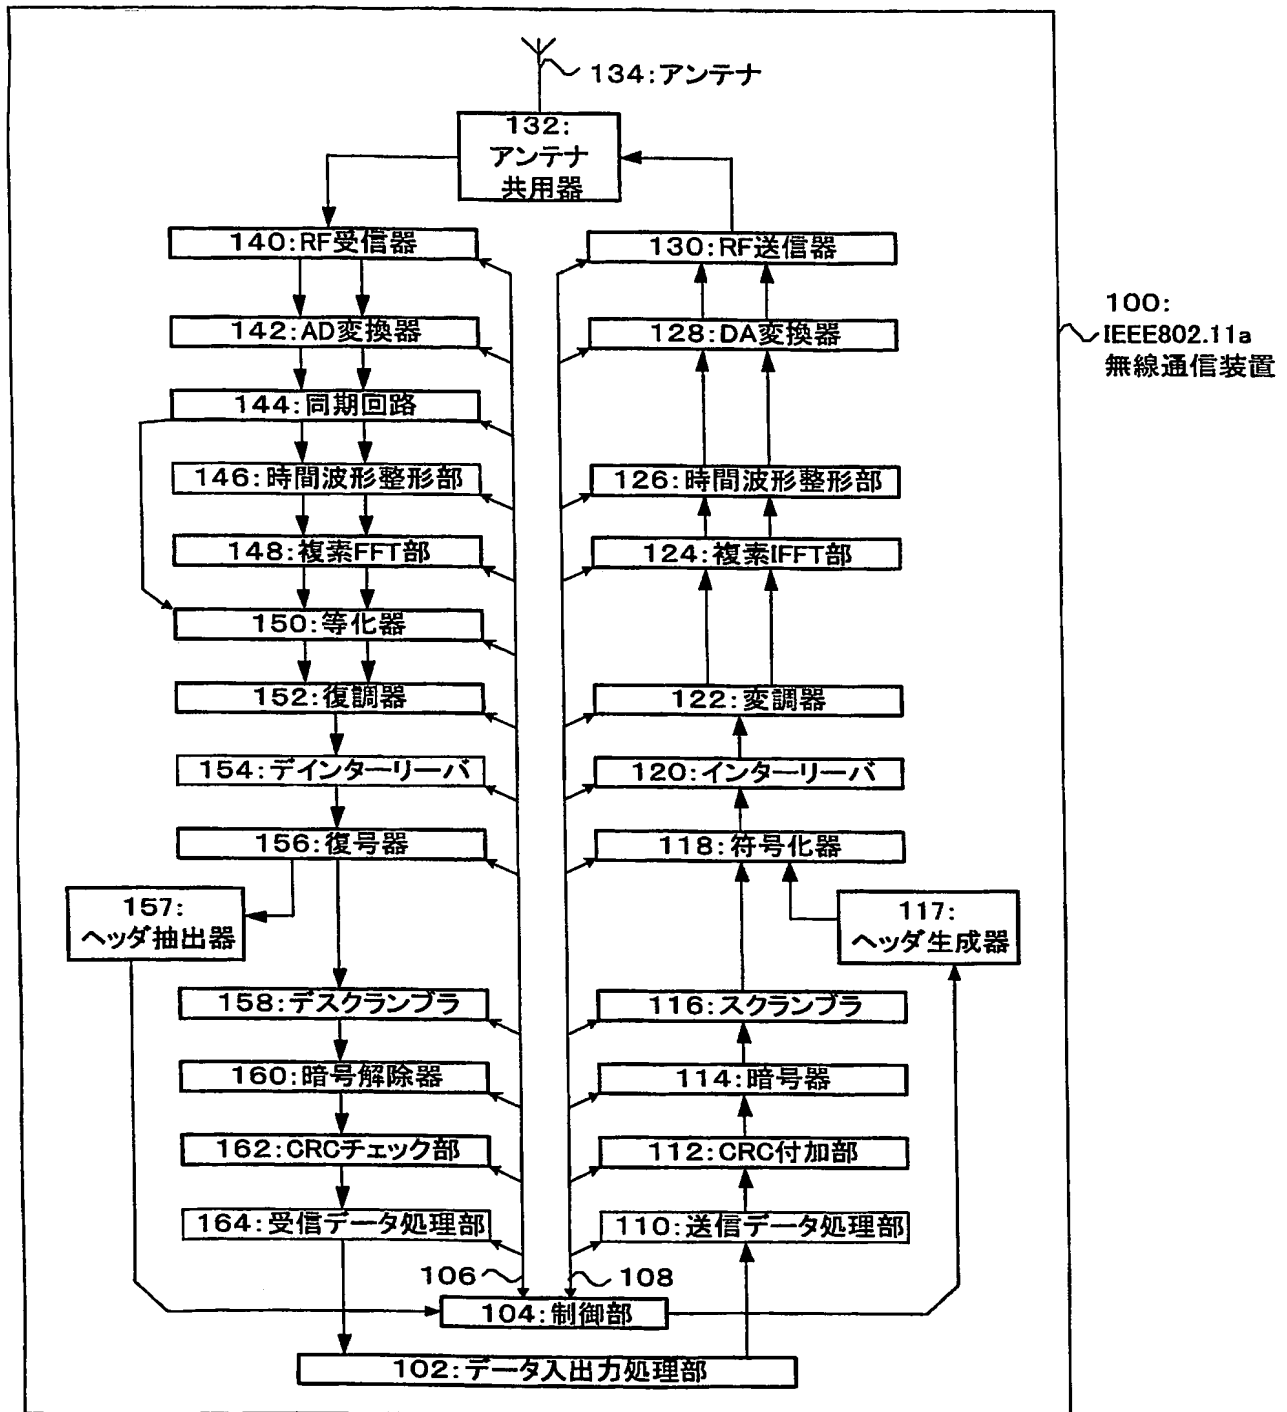 134:アンテナ
132:
アンテナ
共用器
140:RF受信器
130:RF送信器
100:
IEEE802.11a
無線通信装置
142:AD変換器
128:DA変換器
144:同期回路
146:時間波形整形部
126:時間波形整形部
148:複素FFT部
124:複素IFFT部
150:等化器
152:復調器
122:変調器
154:デインターリーバ
120:インターリーバ
156:復号器
118:符号化器
157:
ヘッダ抽出器
117:
ヘッダ生成器
158:デスクランブラ
116:スクランブラ
160:暗号解除器
114:暗号器
162:CRCチェック部
112:CRC付加部
164:受信データ処理部
110:送信データ処理部
106
108
104:制御部
102:データ入出力処理部